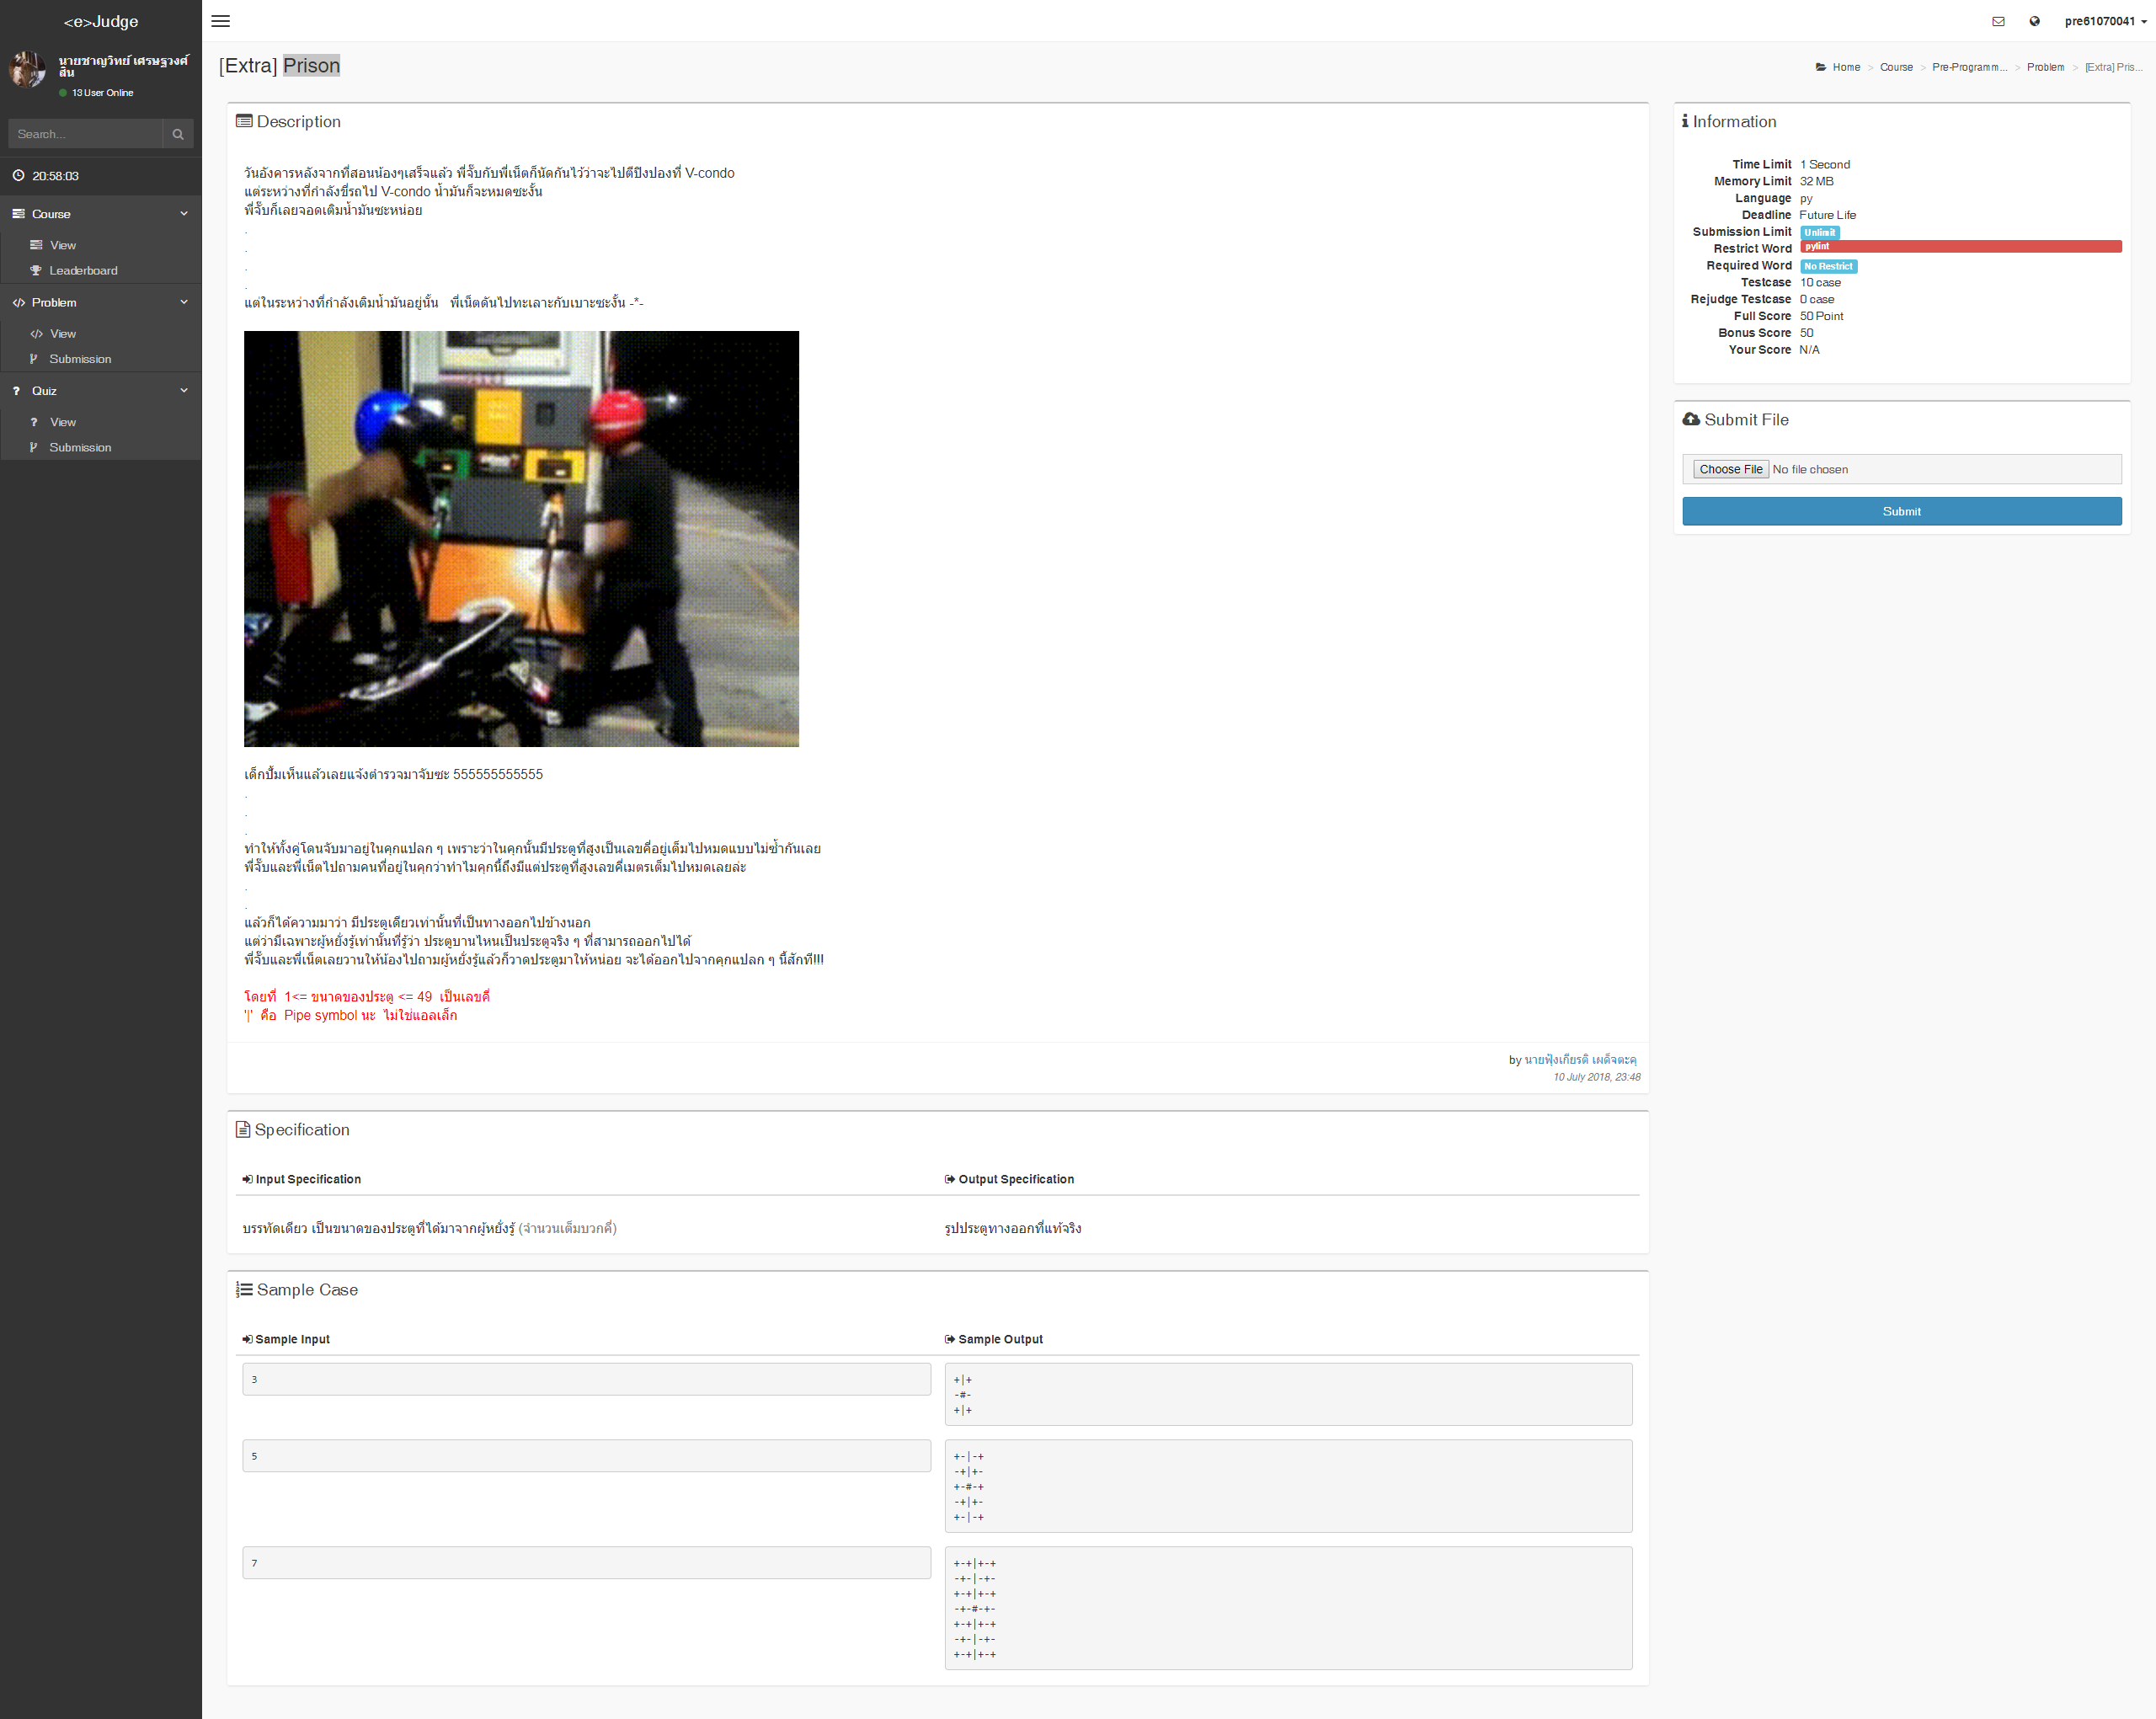 <e>Judge
นายชาญวิทย์ เศรษฐวงศ์
สิน
13 User Online
Search...
20:58:03
Course
View
Leaderboard
Problem
View
Submission
Quiz
View
Submission
pre61070041
[Extra] Prison
Home > Course > Pre-Programm... > Problem > [Extra] Pris...
Description
วันอังคารหลังจากที่สอนน้องๆเสร็จแล้ว พี่จั๊บกับพี่เน็ตก็นัดกันไว้ว่าจะไปตีปิงปองที่ V-condo
แต่ระหว่างที่กำลังขี่รถไป V-condo น้ำมันก็จะหมดซะงั้น
พี่จั๊บก็เลยจอดเติมน้ำมันซะหน่อย
.
.
.
.
แต่ในระหว่างที่กำลังเติมน้ำมันอยู่นั้น   พี่เน็ตดันไปทะเลาะกับเบาะซะงั้น -*-
เด็กปั๊มเห็นแล้วเลยแจ้งตำรวจมาจับซะ 555555555555
.
.
.
ทำให้ทั้งคู่โดนจับมาอยู่ในคุกแปลก ๆ เพราะว่าในคุกนั้นมีประตูที่สูงเป็นเลขคี่อยู่เต็มไปหมดแบบไม่ซ้ำกันเลย
พี่จั๊บและพี่เน็ตไปถามคนที่อยู่ในคุกว่าทำไมคุกนี้ถึงมีแต่ประตูที่สูงเลขคี่เมตรเต็มไปหมดเลยล่ะ
.
.
แล้วก็ได้ความมาว่า มีประตูเดียวเท่านั้นที่เป็นทางออกไปข้างนอก
แต่ว่ามีเฉพาะผู้หยั่งรู้เท่านั้นที่รู้ว่า ประตูบานไหนเป็นประตูจริง ๆ ที่สามารถออกไปได้
พี่จั๊บและพี่เน็ตเลยวานให้น้องไปถามผู้หยั่งรู้แล้วก็วาดประตูมาให้หน่อย จะได้ออกไปจากคุกแปลก ๆ นี้สักที!!!
โดยที่  1<= ขนาดของประตู <= 49  เป็นเลขคี่
'|'  คือ  Pipe symbol นะ  ไม่ใช่แอลเล็ก
by นายฟุ้งเกียรติ เผด็จตะคุ
10 July 2018, 23:48
Specification
Input Specification
Output Specification
บรรทัดเดียว เป็นขนาดของประตูที่ได้มาจากผู้หยั่งรู้ (จำนวนเต็มบวกคี่)
รูปประตูทางออกที่แท้จริง
Sample Case
Sample Input
Sample Output
3
+|+
-#-
+|+
5
+-|-+
-+|+-
+-#-+
-+|+-
+-|-+
7
+-+|+-+
-+-|-+-
+-+|+-+
-+-#-+-
+-+|+-+
-+-|-+-
+-+|+-+
Information
Time Limit 1 Second
Memory Limit 32 MB
Language py
Deadline Future Life
Submission Limit Unlimit
Restrict Word pylint
Required Word No Restrict
Testcase 10 case
Rejudge Testcase 0 case
Full Score 50 Point
Bonus Score 50
Your Score N/A
Submit File
Choose File No file chosen
Submit